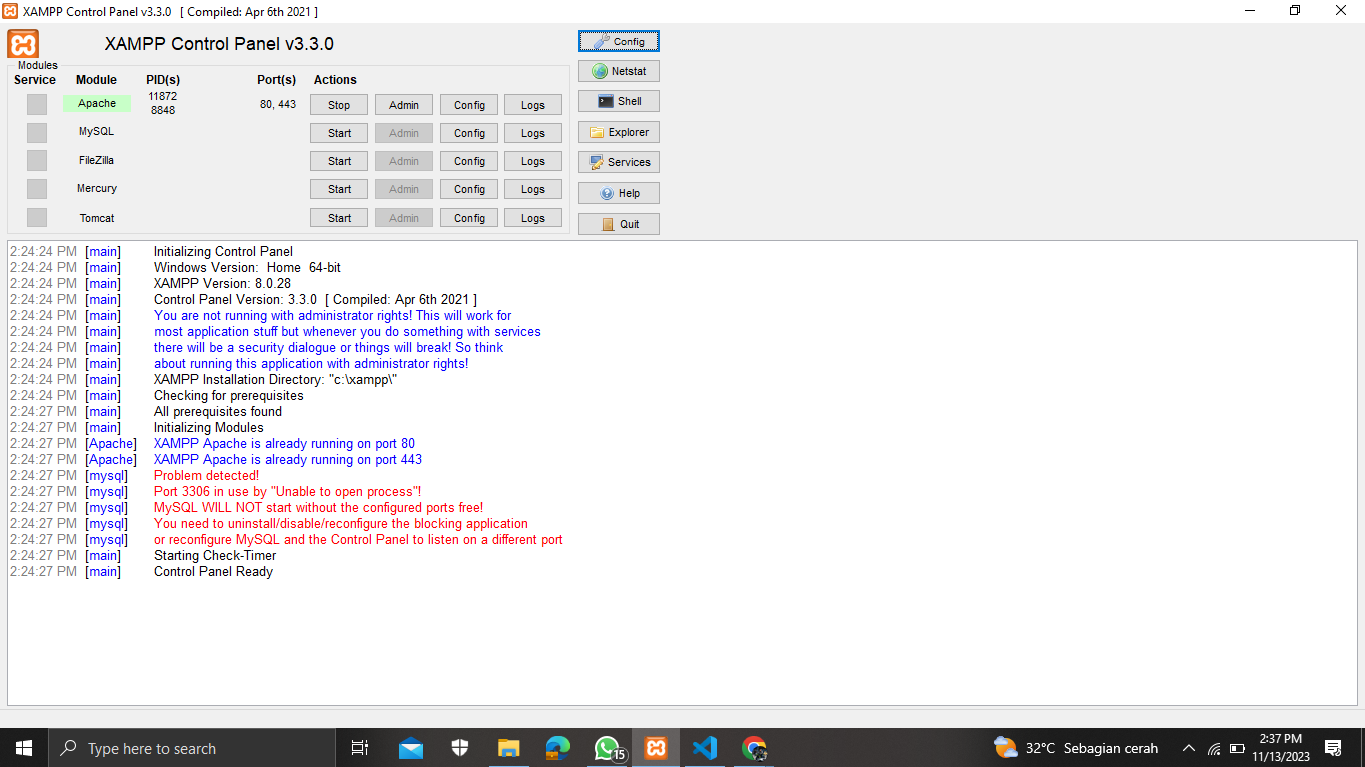 XAMPP Control Panel v3.3.0 [ Compiled: Apr 6th 2021 ]
XAMPP Control Panel v3.3.0
Config
Modules
Service Module PID(s) Port(s) Actions
Netstat
Apache 11872 8848 80, 443 Stop Admin Config Logs
Shell
MySQL Start Admin Config Logs
Explorer
FileZilla Start Admin Config Logs
Services
Mercury Start Admin Config Logs
Help
Tomcat Start Admin Config Logs
Quit
2:24:24 PM [main] Initializing Control Panel
2:24:24 PM [main] Windows Version: Home 64-bit
2:24:24 PM [main] XAMPP Version: 8.0.28
2:24:24 PM [main] Control Panel Version: 3.3.0 [ Compiled: Apr 6th 2021 ]
2:24:24 PM [main] You are not running with administrator rights! This will work for
2:24:24 PM [main] most application stuff but whenever you do something with services
2:24:24 PM [main] there will be a security dialogue or things will break! So think
2:24:24 PM [main] about running this application with administrator rights!
2:24:24 PM [main] XAMPP Installation Directory: "c:\xampp\"
2:24:24 PM [main] Checking for prerequisites
2:24:27 PM [main] All prerequisites found
2:24:27 PM [main] Initializing Modules
2:24:27 PM [Apache] XAMPP Apache is already running on port 80
2:24:27 PM [Apache] XAMPP Apache is already running on port 443
2:24:27 PM [mysql] Problem detected!
2:24:27 PM [mysql] Port 3306 in use by "Unable to open process"!
2:24:27 PM [mysql] MySQL WILL NOT start without the configured ports free!
2:24:27 PM [mysql] You need to uninstall/disable/reconfigure the blocking application
2:24:27 PM [mysql] or reconfigure MySQL and the Control Panel to listen on a different port
2:24:27 PM [main] Starting Check-Timer
2:24:27 PM [main] Control Panel Ready
Type here to search
15
32°C Sebagian cerah
2:37 PM
11/13/2023